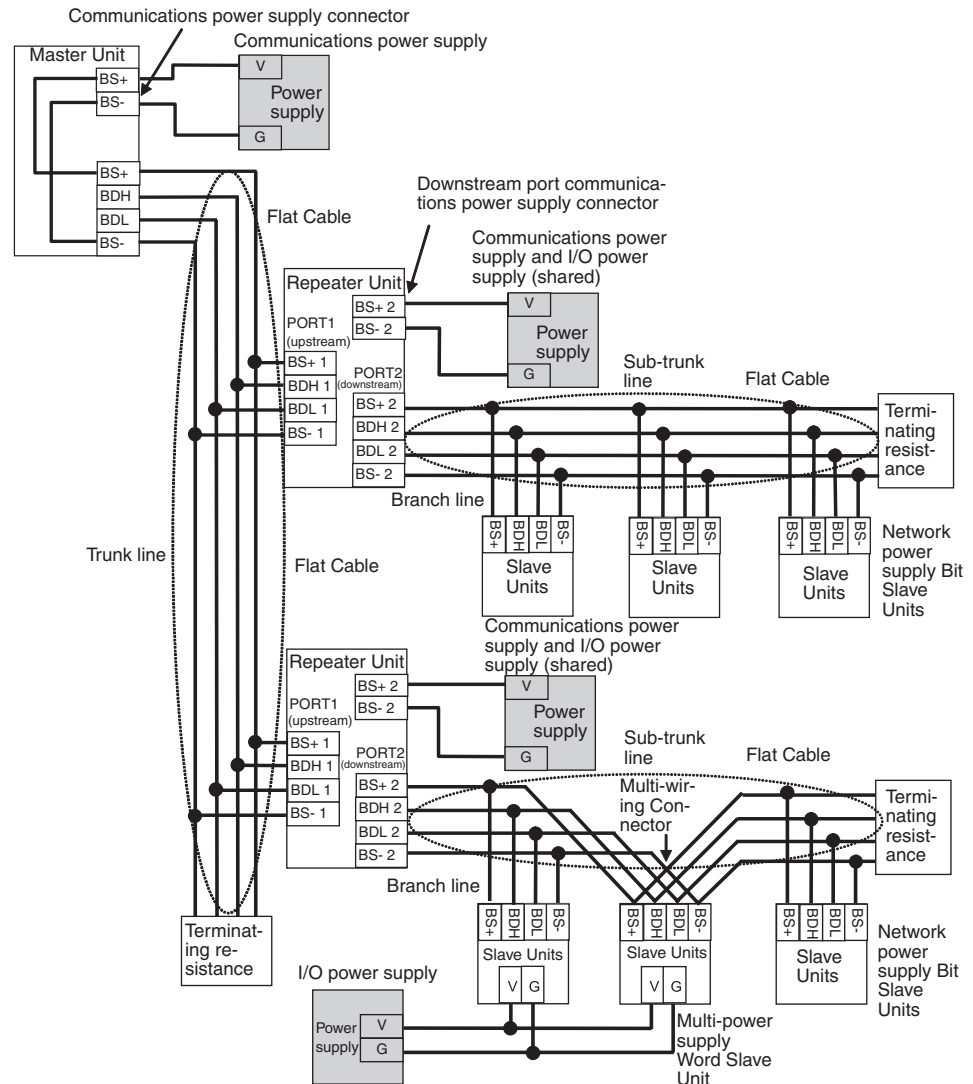 Communications power supply connector
Communications power supply
Master Unit
BS+
BS-
V
Power
supply
G
BS+
BDH
BDL
BS-
Flat Cable
Downstream port communica-
tions power supply connector
Communications power
supply and I/O power
supply (shared)
Repeater Unit
BS+ 2
BS- 2
V
Power
supply
G
PORT1
(upstream)
BS+ 1
BDH 1
BDL 1
BS- 1
PORT2
(downstream)
BS+ 2
BDH 2
BDL 2
BS- 2
Sub-trunk
line
Flat Cable
Termi-
nating
resist-
ance
Branch line
BS+
BDH
BDL
BS-
Slave
Units
BS+
BDH
BDL
BS-
Slave
Units
BS+
BDH
BDL
BS-
Slave
Units
Network
power
supply Bit
Slave
Units
Trunk line
Flat Cable
Communications power
supply and I/O power
supply (shared)
Repeater Unit
BS+ 2
BS- 2
V
Power
supply
G
PORT1
(upstream)
BS+ 1
BDH 1
BDL 1
BS- 1
PORT2
(downstream)
BS+ 2
BDH 2
BDL 2
BS- 2
Sub-trunk
line
Multi-wir-
ing Con-
nector
Flat Cable
Termi-
nating
resist-
ance
Branch line
BS+
BDH
BDL
BS-
Slave Units
V
G
BS+
BDH
BDL
BS-
Slave Units
V
G
BS+
BDH
BDL
BS-
Slave
Units
Network
power
supply Bit
Slave
Units
Terminat-
ing re-
sistance
I/O power supply
Power
supply
V
G
Multi-power
supply
Word Slave
Unit